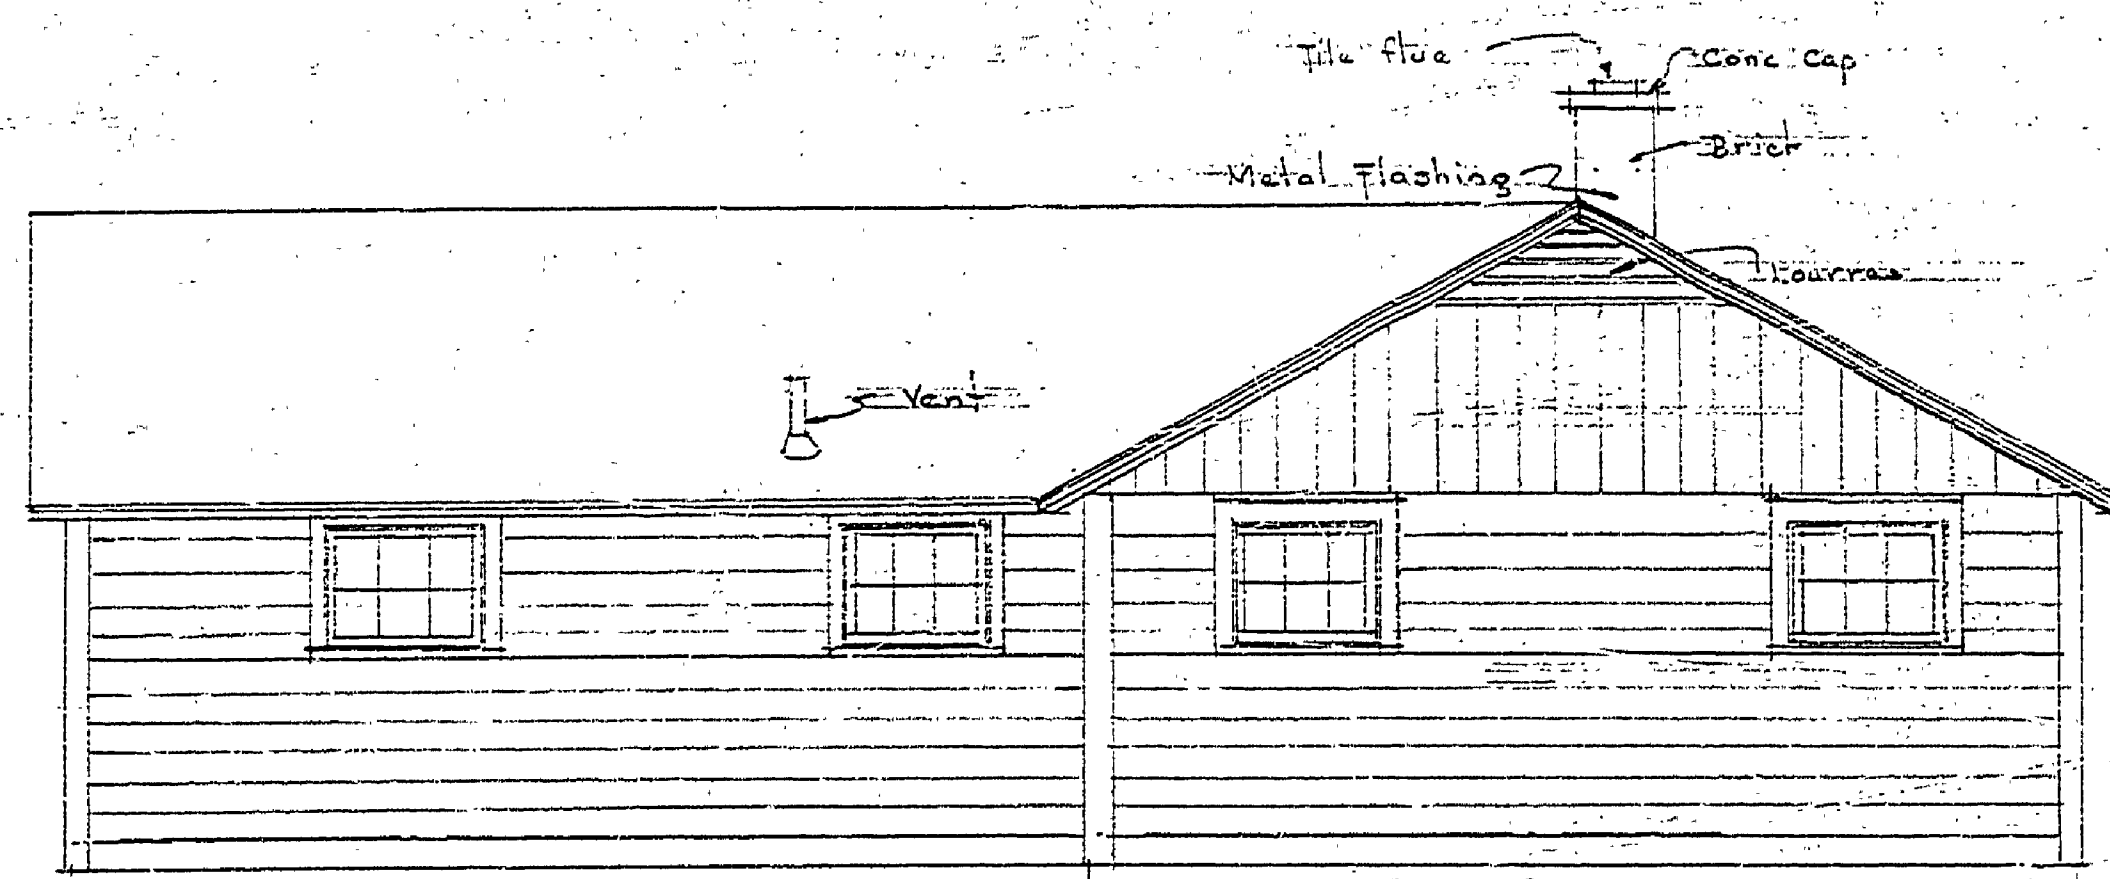 Tile flue
Conc Cap
Brick
Metal Flashing
Louvres
Vent